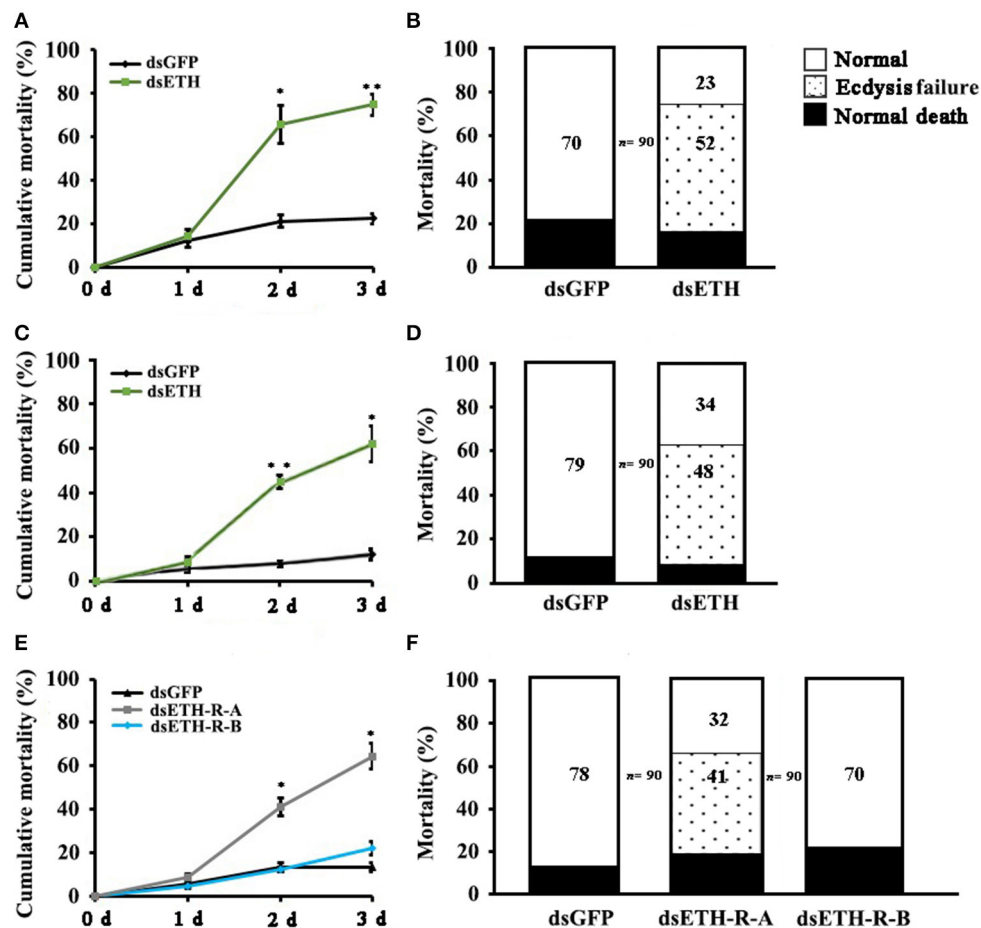 A
Cumulative mortality (%)
100
80
60
40
20
0
dsGFP
dsETH
*
**
0 d
1 d
2 d
3 d
B
Mortality (%)
100
80
60
40
20
0
70
n= 90
23
52
dsGFP
dsETH
Normal
Ecdysis failure
Normal death
C
Cumulative mortality (%)
100
80
60
40
20
0
dsGFP
dsETH
**
*
0 d
1 d
2 d
3 d
D
Mortality (%)
100
80
60
40
20
0
79
n= 90
34
48
dsGFP
dsETH
E
Cumulative mortality (%)
100
80
60
40
20
0
dsGFP
dsETH-R-A
dsETH-R-B
*
*
0 d
1 d
2 d
3 d
F
Mortality (%)
100
80
60
40
20
0
78
n= 90
32
41
n= 90
70
dsGFP
dsETH-R-A
dsETH-R-B